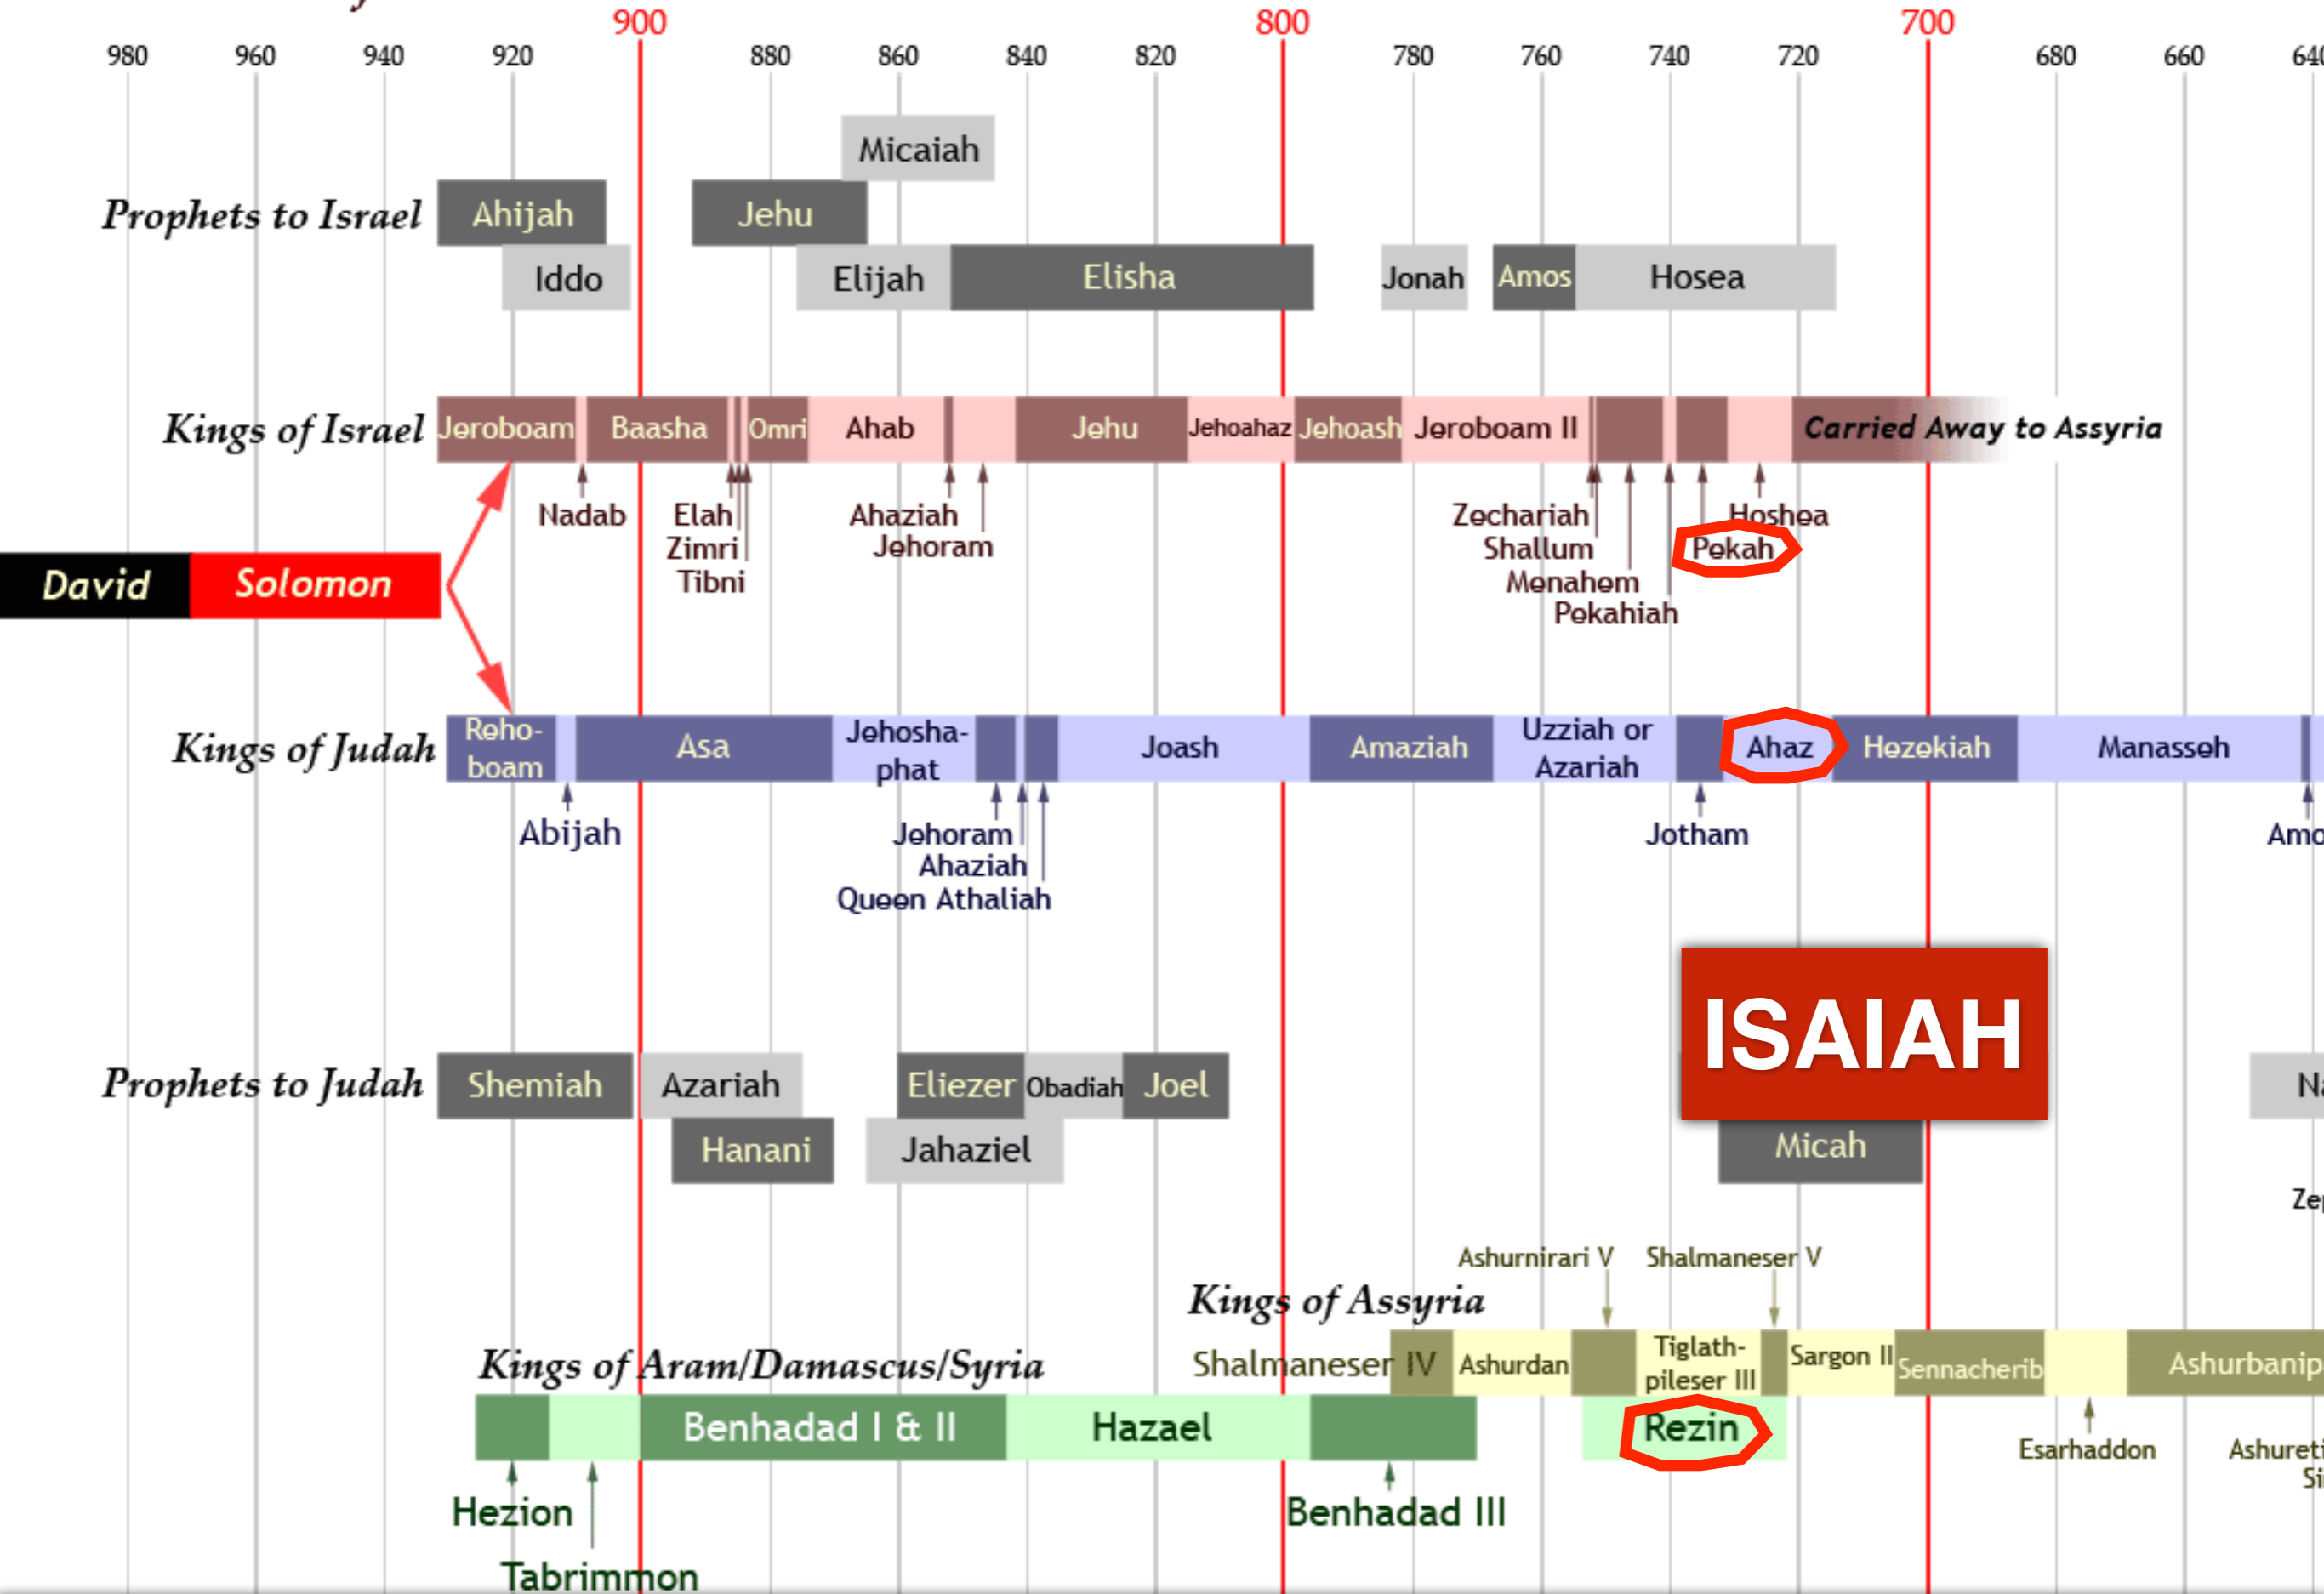 900 800 700
980 960 940 920 880 860 840 820 780 760 740 720 680 660
Micaiah
Prophets to Israel Ahijah Jehu
Iddo Elijah Elisha Jonah Amos Hosea
Kings of Israel Jeroboam Baasha Omri Ahab Jehu Jehoahaz Jehoash Jeroboam II Carried Away to Assyria
Nadab Elah Ahaziah Zechariah Hoshea
Zimri Jehoram Shallum Pekah
Tibni Menahem
Pekahiah
David Solomon
Kings of Judah
Reho-
boam
Asa
Jehosha-
phat
Joash Amaziah
Uzziah or
Azariah
Ahaz Hezekiah Manasseh
Abijah Jehoram Jotham Amo
Ahaziah
Queen Athaliah
ISAIAH
Prophets to Judah Shemiah Azariah Eliezer Obadiah Joel Na
Hanani Jahaziel Micah
Ashurnirari V Shalmaneser V
Kings of Assyria
Shalmaneser IV Ashurdan
Tiglath-
pileser III
Sargon II Sennacherib Ashurbanip
Kings of Aram/Damascus/Syria
Benhadad I & II Hazael Rezin
Esarhaddon Ashureti
Si
Hezion Benhadad III
Tabrimmon